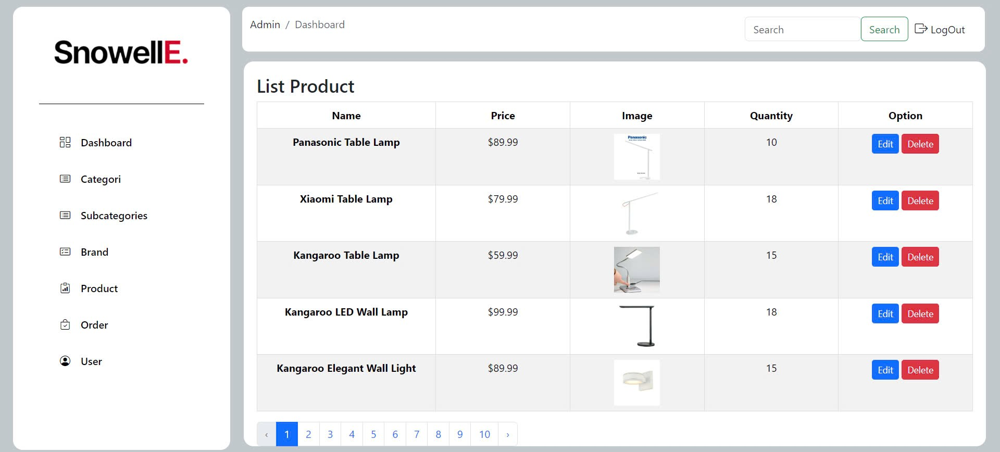 SnowellE.
Dashboard
Categori
Subcategories
Brand
Product
Order
User
Admin / Dashboard
Search Search LogOut
List Product
Name Price Image Quantity Option
Panasonic Table Lamp $89.99 Panasonic 10 Edit Delete
Xiaomi Table Lamp $79.99 18 Edit Delete
Kangaroo Table Lamp $59.99 15 Edit Delete
Kangaroo LED Wall Lamp $99.99 18 Edit Delete
Kangaroo Elegant Wall Light $89.99 15 Edit Delete
‹ 1 2 3 4 5 6 7 8 9 10 ›